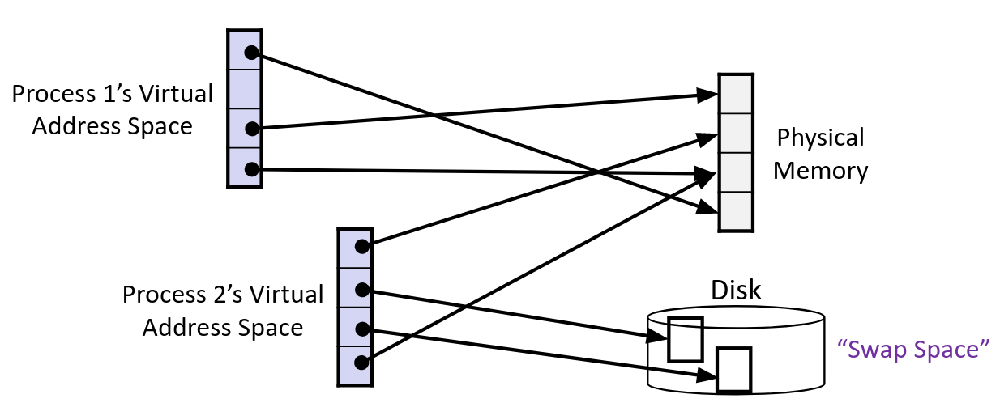 Process 1’s Virtual
Address Space
Physical
Memory
Process 2’s Virtual
Address Space
Disk
“Swap Space”